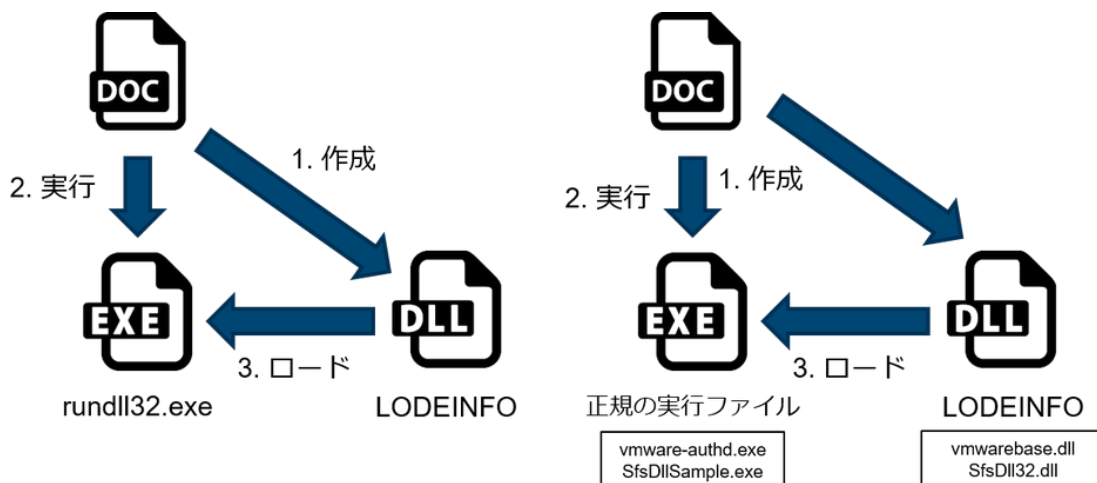 DOC
1. 作成
2. 実行
EXE
DLL
3. ロード
rundll32.exe
LODEINFO
DOC
1. 作成
2. 実行
EXE
DLL
3. ロード
正規の実行ファイル
LODEINFO
vmware-authd.exe
SfsDllSample.exe
vmwarebase.dll
SfsDll32.dll